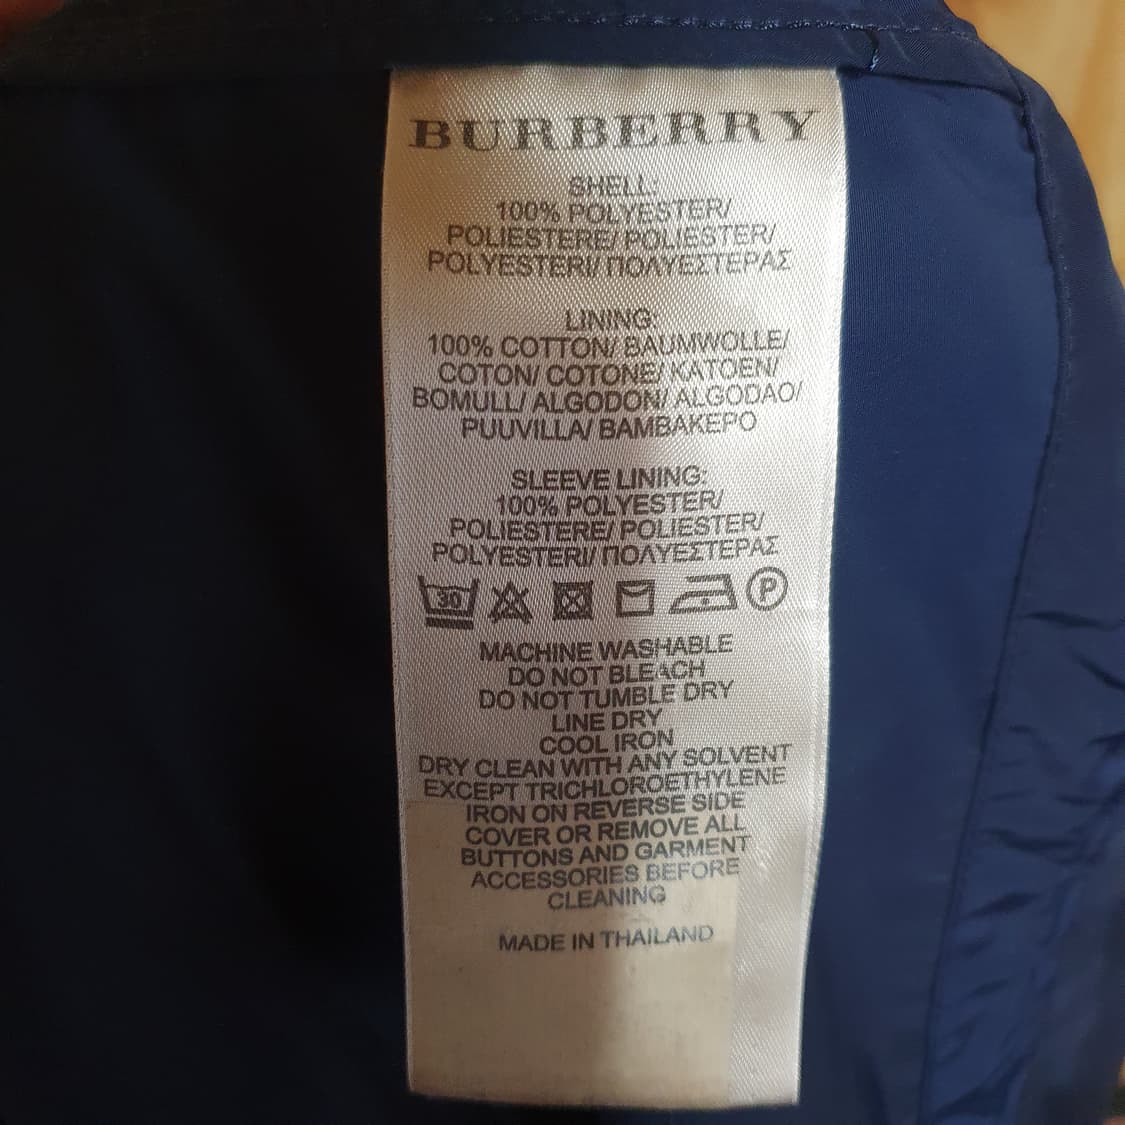 BURBERRY
SHELL:
100% POLYESTER/
POLIESTERE/ POLIESTER/
POLYESTERI/ ΠΟΛΥΕΣΤΕΡΑΣ
LINING:
100% COTTON/ BAUMWOLLE/
COTON/ COTONE/ KATOEN/
BOMULL/ ALGODON/ ALGODAO/
PUUVILLA/ ΒΑΜΒΑΚΕΡΟ
SLEEVE LINING:
100% POLYESTER/
POLIESTERE/ POLIESTER/
POLYESTERI/ ΠΟΛΥΕΣΤΕΡΑΣ
30 P
MACHINE WASHABLE
DO NOT BLEACH
DO NOT TUMBLE DRY
LINE DRY
COOL IRON
DRY CLEAN WITH ANY SOLVENT
EXCEPT TRICHLOROETHYLENE
IRON ON REVERSE SIDE
COVER OR REMOVE ALL
BUTTONS AND GARMENT
ACCESSORIES BEFORE
CLEANING
MADE IN THAILAND